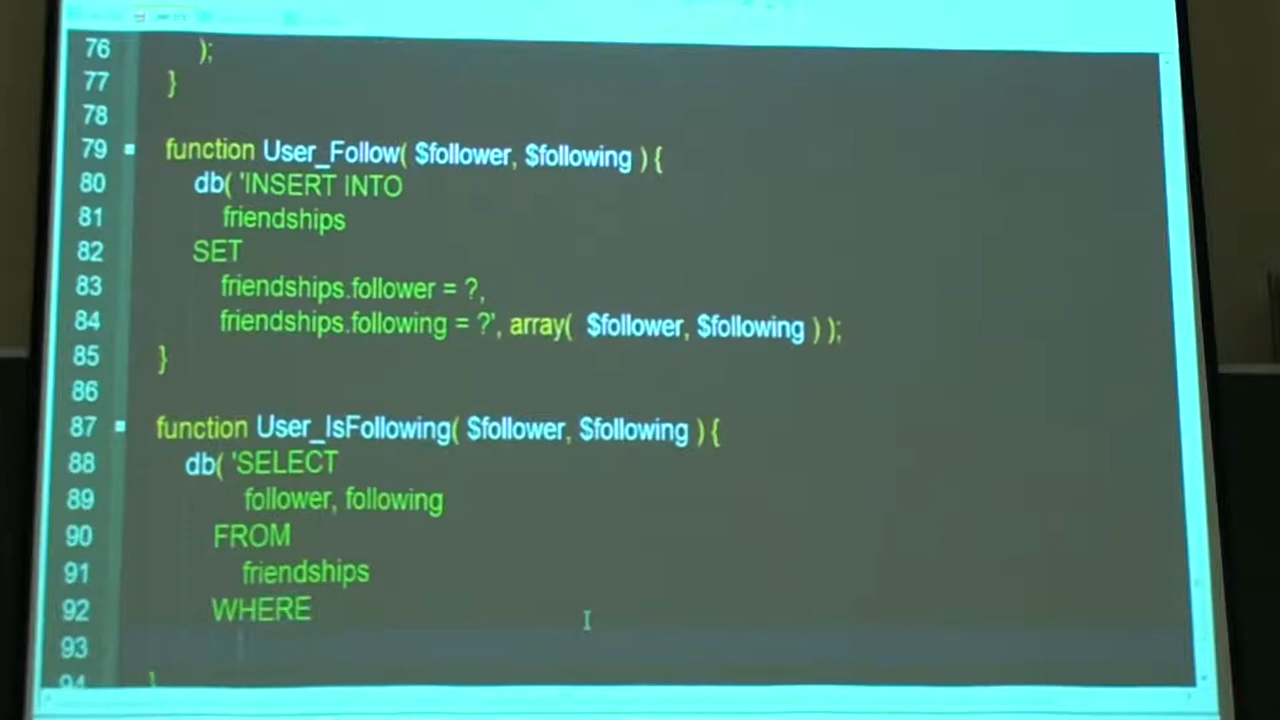 76 );
77 }
78
79 function User_Follow( $follower, $following ) {
80 db( 'INSERT INTO
81 friendships
82 SET
83 friendships.follower = ?,
84 friendships.following = ?', array( $follower, $following ) );
85 }
86
87 function User_IsFollowing( $follower, $following ) {
88 db( 'SELECT
89 follower, following
90 FROM
91 friendships
92 WHERE
93
94 }